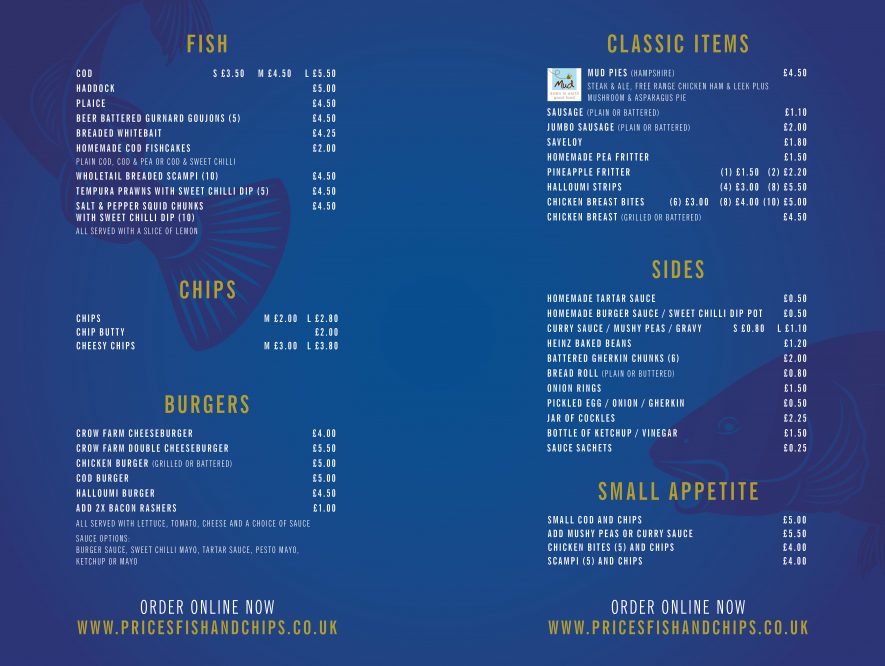 FISH
COD S £3.50 M £4.50 L £5.50
HADDOCK £5.00
PLAICE £4.50
BEER BATTERED GURNARD GOUJONS (5) £4.50
BREADED WHITEBAIT £4.25
HOMEMADE COD FISHCAKES £2.00
PLAIN COD, COD & PEA OR COD & SWEET CHILLI
WHOLETAIL BREADED SCAMPI (10) £4.50
TEMPURA PRAWNS WITH SWEET CHILLI DIP (5) £4.50
SALT & PEPPER SQUID CHUNKS £4.50
WITH SWEET CHILLI DIP (10)
ALL SERVED WITH A SLICE OF LEMON
CHIPS
CHIPS M £2.00 L £2.80
CHIP BUTTY £2.00
CHEESY CHIPS M £3.00 L £3.80
BURGERS
CROW FARM CHEESEBURGER £4.00
CROW FARM DOUBLE CHEESEBURGER £5.50
CHICKEN BURGER (GRILLED OR BATTERED) £5.00
COD BURGER £5.00
HALLOUMI BURGER £4.50
ADD 2X BACON RASHERS £1.00
ALL SERVED WITH LETTUCE, TOMATO, CHEESE AND A CHOICE OF SAUCE
SAUCE OPTIONS:
BURGER SAUCE, SWEET CHILLI MAYO, TARTAR SAUCE, PESTO MAYO,
KETCHUP OR MAYO
ORDER ONLINE NOW
WWW.PRICESFISHANDCHIPS.CO.UK
CLASSIC ITEMS
Mud
MUD PIES (HAMPSHIRE) £4.50
STEAK & ALE, FREE RANGE CHICKEN HAM & LEEK PLUS
MUSHROOM & ASPARAGUS PIE
SAUSAGE (PLAIN OR BATTERED) £1.10
JUMBO SAUSAGE (PLAIN OR BATTERED) £2.00
SAVELOY £1.80
HOMEMADE PEA FRITTER £1.50
PINEAPPLE FRITTER (1) £1.50 (2) £2.20
HALLOUMI STRIPS (4) £3.00 (8) £5.50
CHICKEN BREAST BITES (6) £3.00 (8) £4.00 (10) £5.00
CHICKEN BREAST (GRILLED OR BATTERED) £4.50
SIDES
HOMEMADE TARTAR SAUCE £0.50
HOMEMADE BURGER SAUCE / SWEET CHILLI DIP POT £0.50
CURRY SAUCE / MUSHY PEAS / GRAVY S £0.80 L £1.10
HEINZ BAKED BEANS £1.20
BATTERED GHERKIN CHUNKS (6) £2.00
BREAD ROLL (PLAIN OR BUTTERED) £0.80
ONION RINGS £1.50
PICKLED EGG / ONION / GHERKIN £0.50
JAR OF COCKLES £2.25
BOTTLE OF KETCHUP / VINEGAR £1.50
SAUCE SACHETS £0.25
SMALL APPETITE
SMALL COD AND CHIPS £5.00
ADD MUSHY PEAS OR CURRY SAUCE £5.50
CHICKEN BITES (5) AND CHIPS £4.00
SCAMPI (5) AND CHIPS £4.00
ORDER ONLINE NOW
WWW.PRICESFISHANDCHIPS.CO.UK